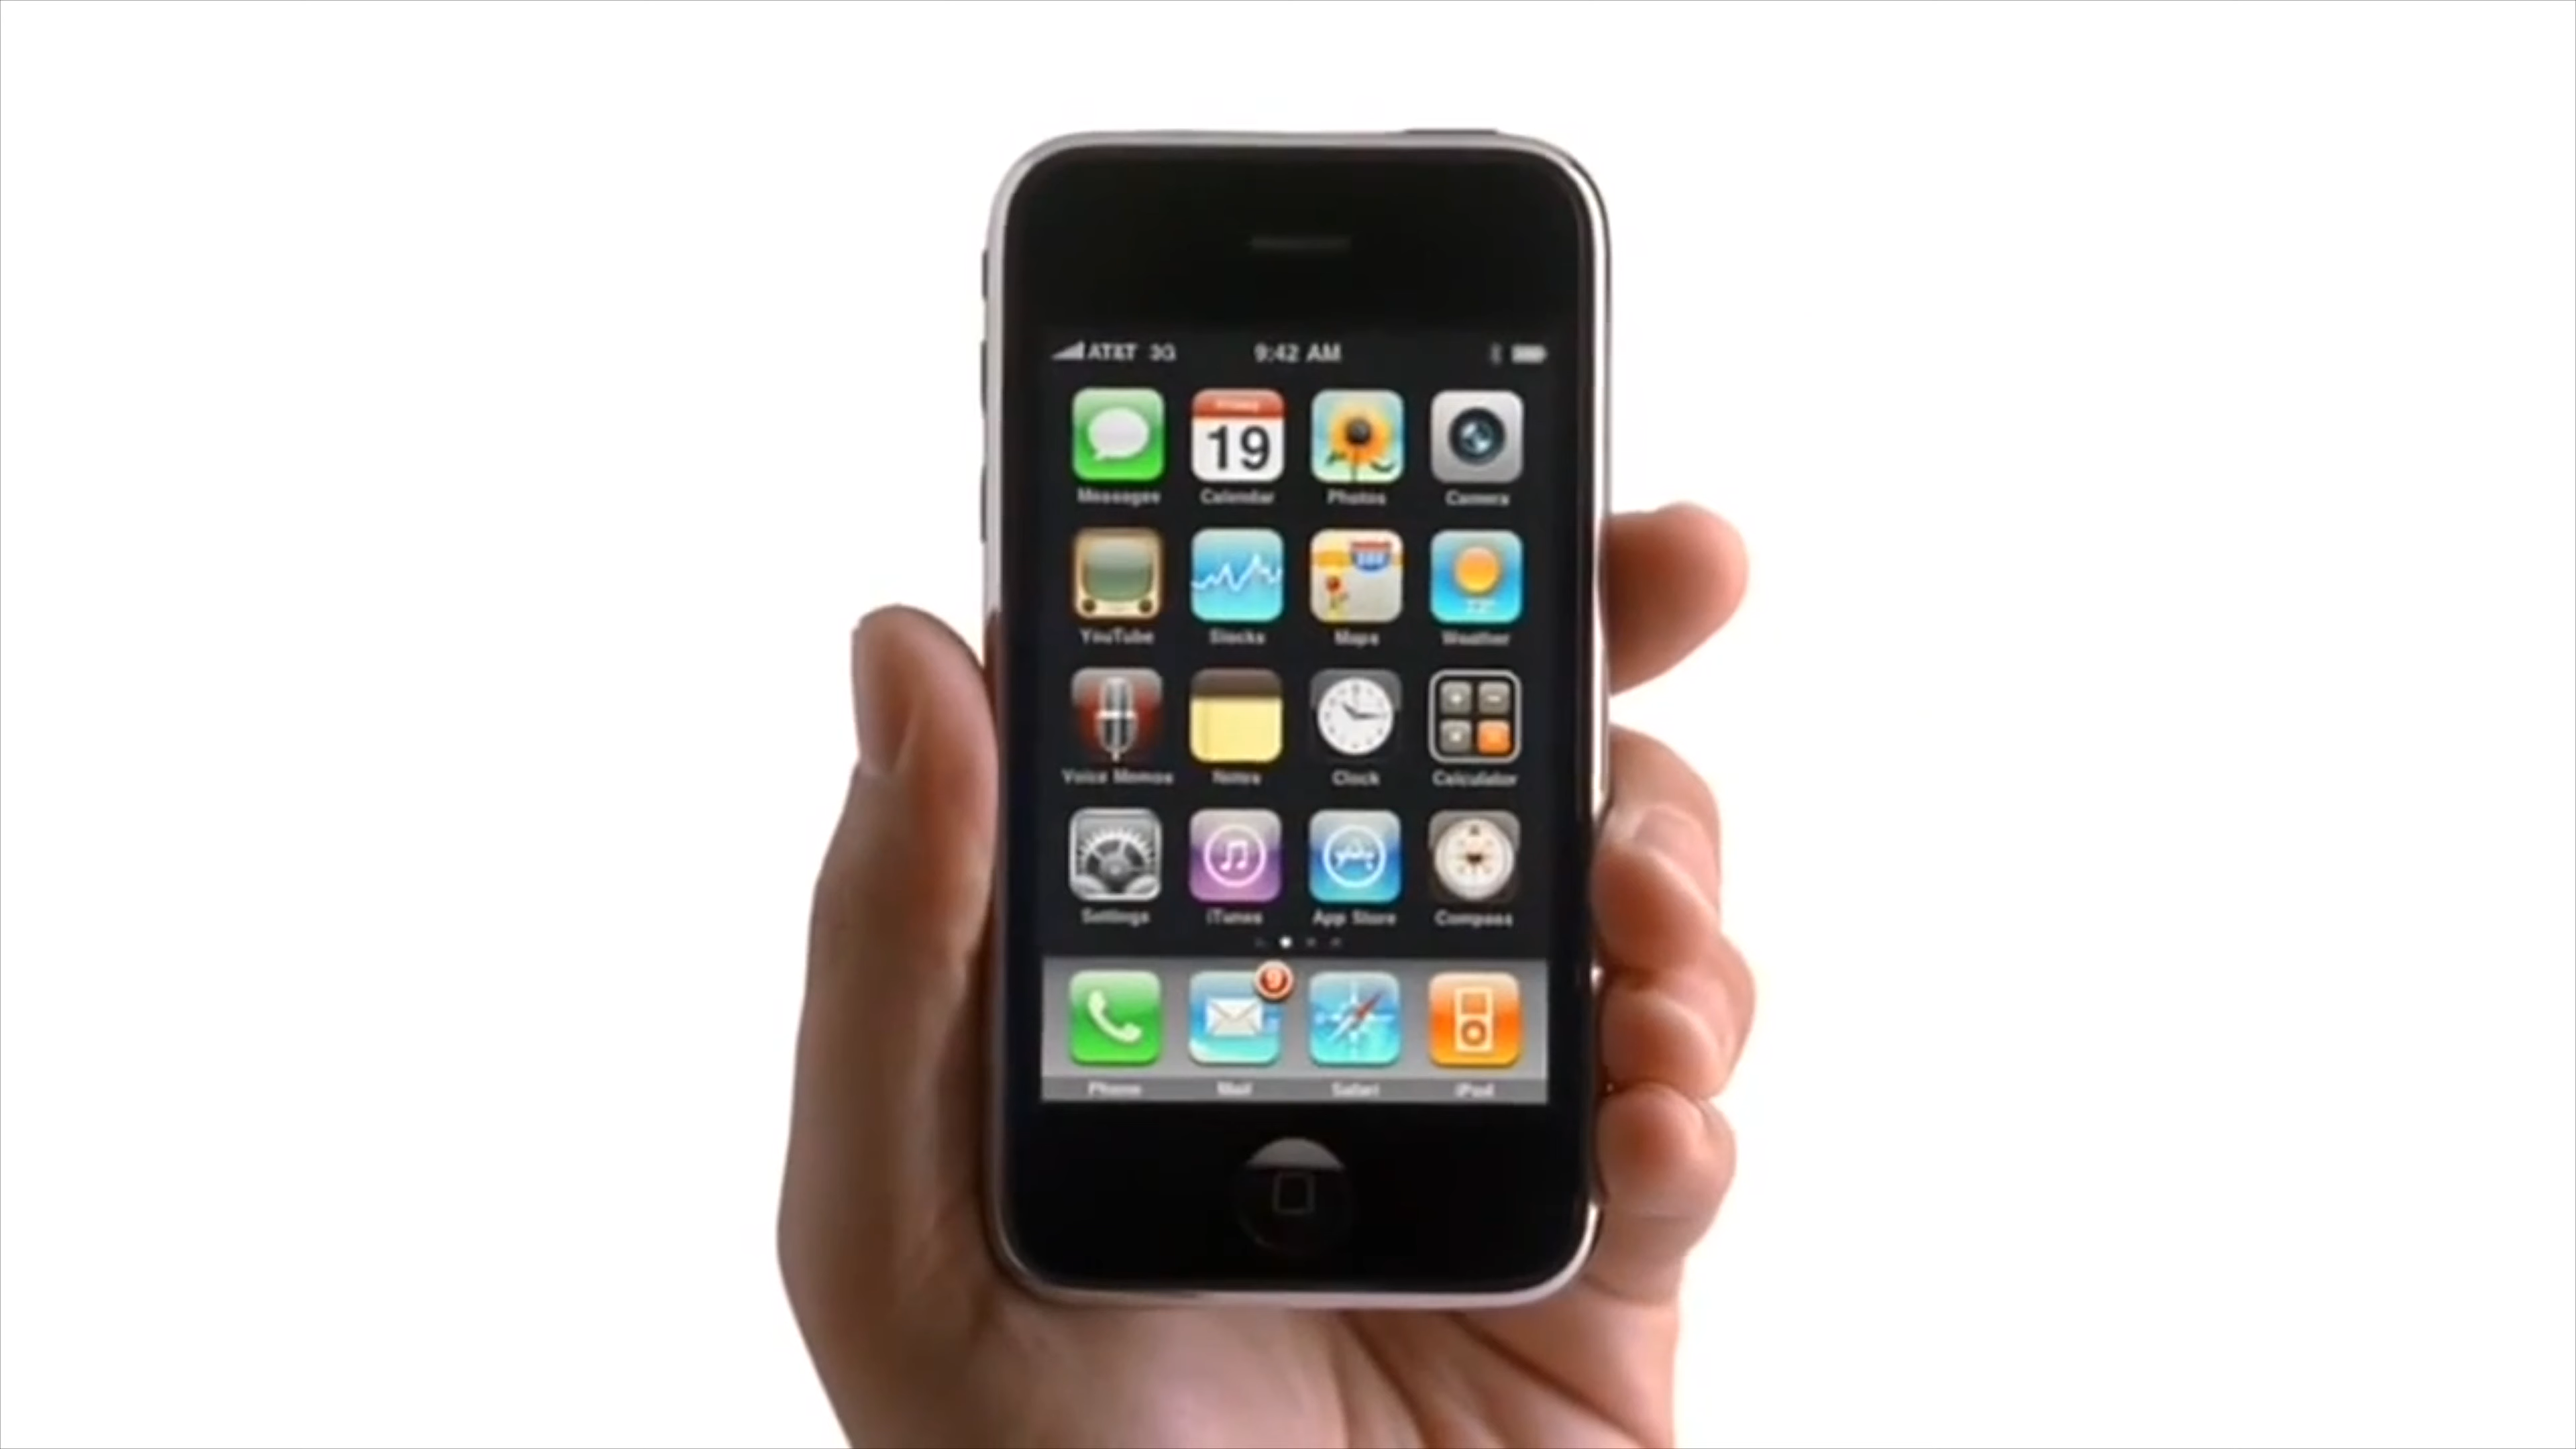 AT&T 3G 9:42 AM
19
Messages Calendar Photos Camera
YouTube Stocks Maps Weather
Voice Memos Notes Clock Calculator
Settings iTunes App Store Compass
9
Phone Mail Safari iPod